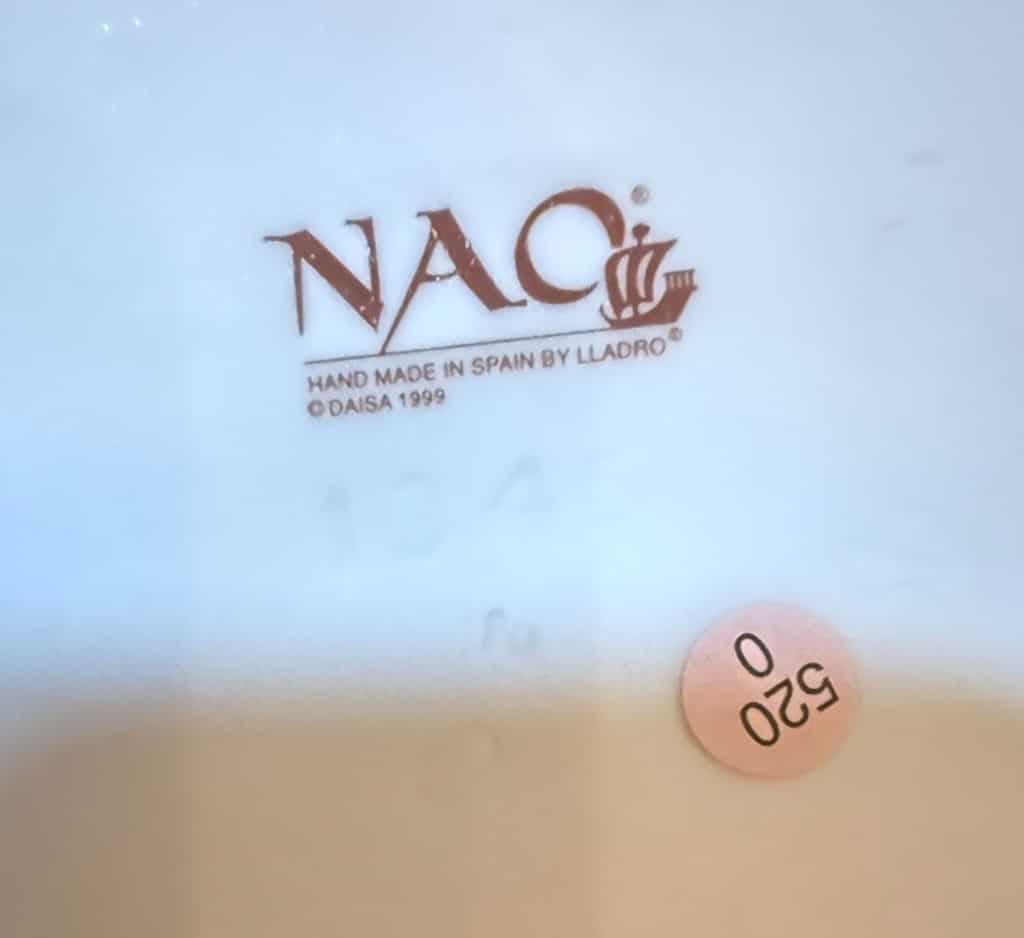 NAO®
HAND MADE IN SPAIN BY LLADRO©
© DAISA 1999
520
0